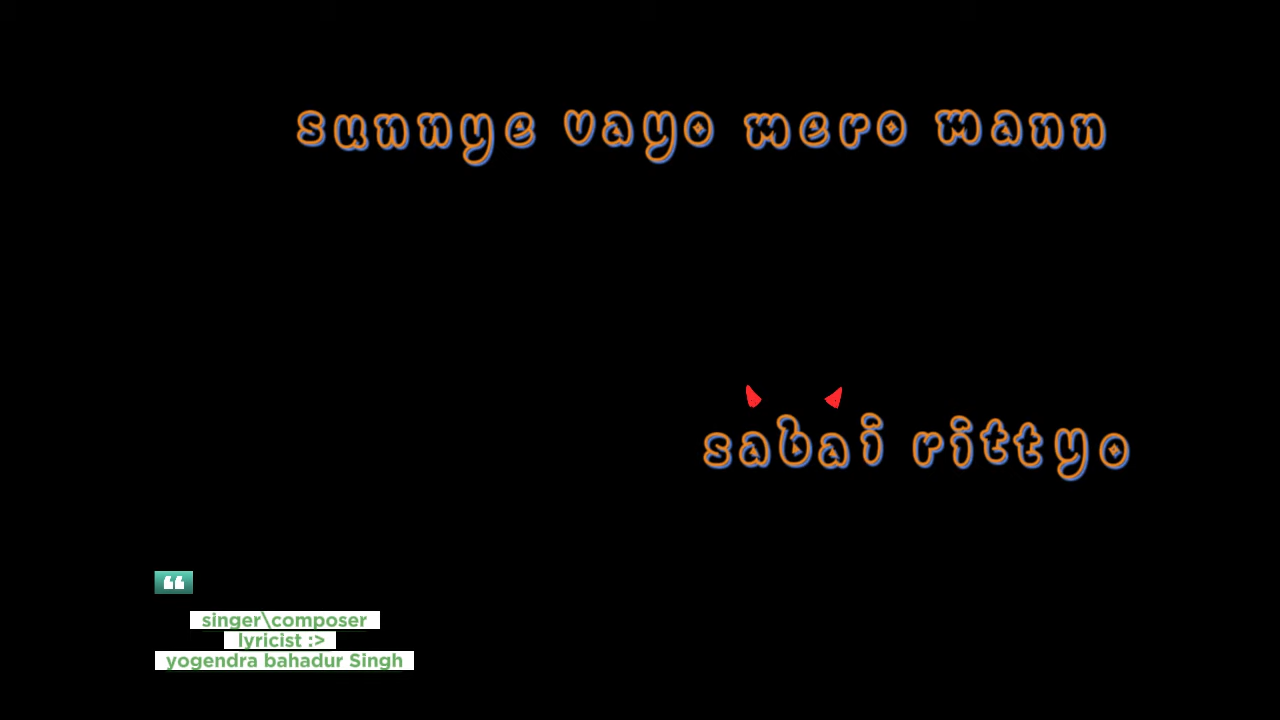 sunnye vayo mero mann
sabai rittyo
❝
singer\composer
lyricist :>
yogendra bahadur Singh